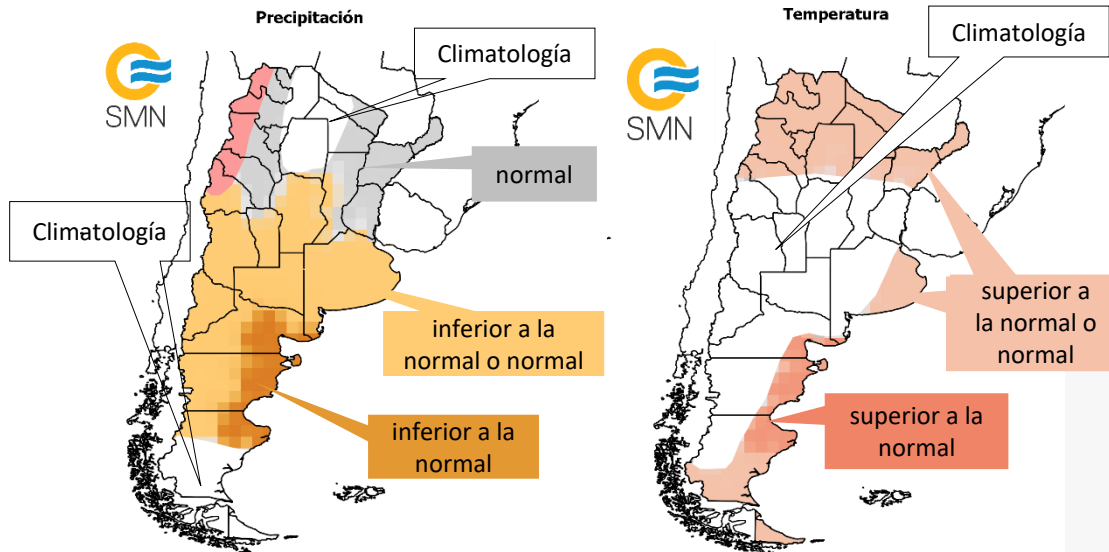 Precipitación
SMN
Climatología
normal
Climatología
inferior a la
normal o normal
inferior a la
normal
Temperatura
SMN
Climatología
superior a
la normal o
normal
superior a la
normal